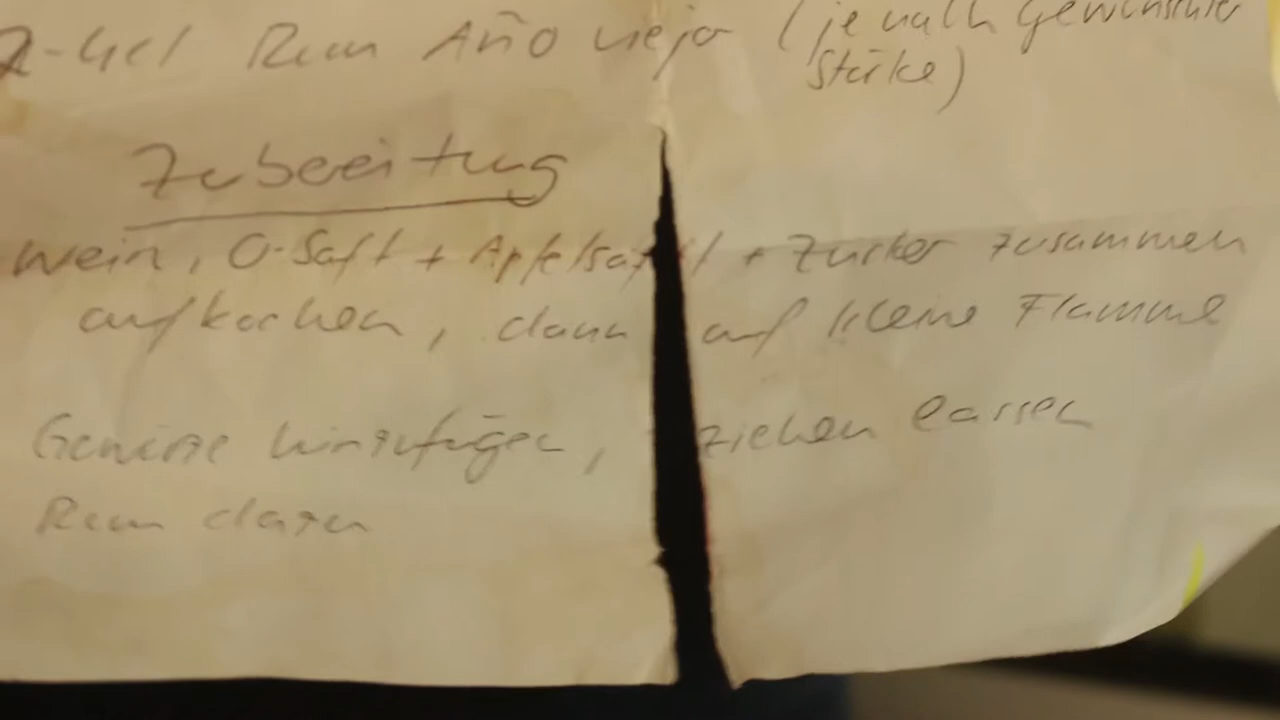 2-4cl Rum Año viejo (je nach gewünschter
Stärke)
Zubereitung
Wein, O-Saft + Apfelsaft + Zucker zusammen
aufkochen, dann auf kleine Flamme
Gewürze hinzufügen, ziehen lassen
Rum dazu